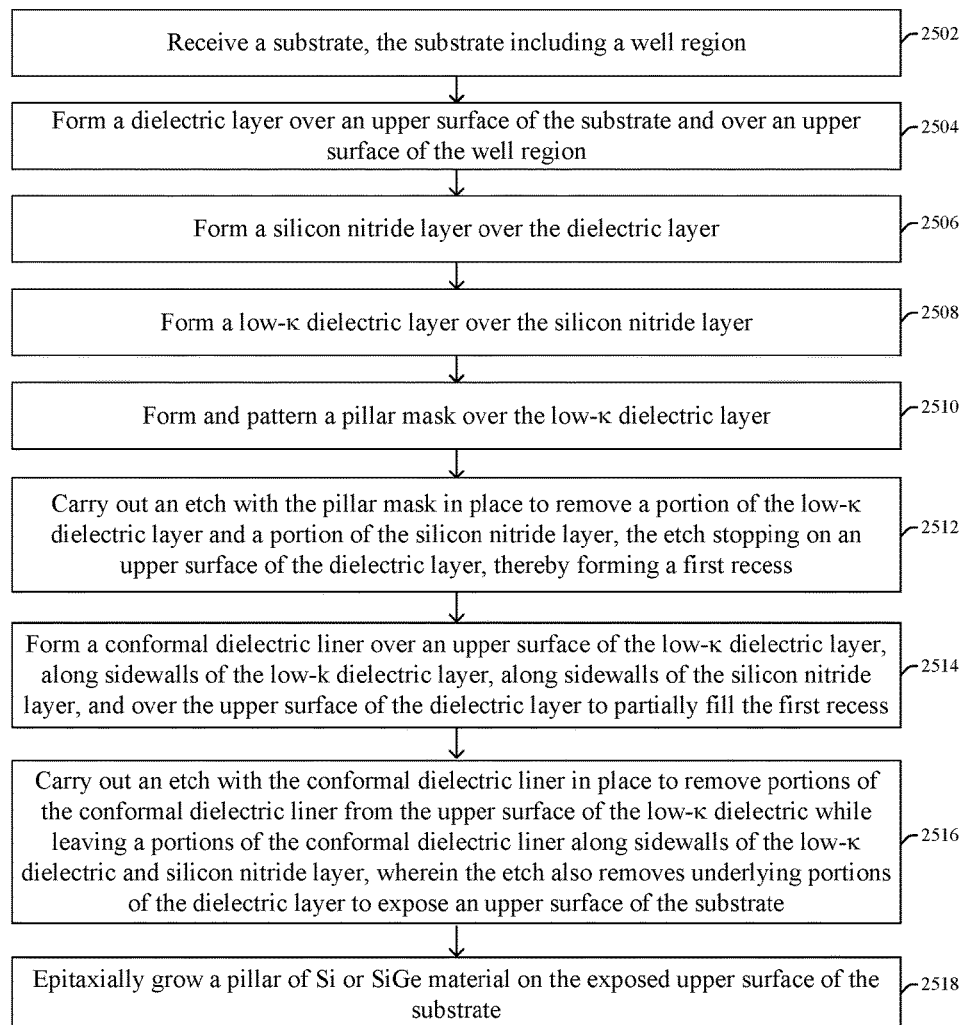 Receive a substrate, the substrate including a well region
2502
Form a dielectric layer over an upper surface of the substrate and over an upper
surface of the well region
2504
Form a silicon nitride layer over the dielectric layer
2506
Form a low-κ dielectric layer over the silicon nitride layer
2508
Form and pattern a pillar mask over the low-κ dielectric layer
2510
Carry out an etch with the pillar mask in place to remove a portion of the low-κ
dielectric layer and a portion of the silicon nitride layer, the etch stopping on an
upper surface of the dielectric layer, thereby forming a first recess
2512
Form a conformal dielectric liner over an upper surface of the low-κ dielectric layer,
along sidewalls of the low-k dielectric layer, along sidewalls of the silicon nitride
layer, and over the upper surface of the dielectric layer to partially fill the first recess
2514
Carry out an etch with the conformal dielectric liner in place to remove portions of
the conformal dielectric liner from the upper surface of the low-κ dielectric while
leaving a portions of the conformal dielectric liner along sidewalls of the low-κ
dielectric and silicon nitride layer, wherein the etch also removes underlying portions
of the dielectric layer to expose an upper surface of the substrate
2516
Epitaxially grow a pillar of Si or SiGe material on the exposed upper surface of the
substrate
2518